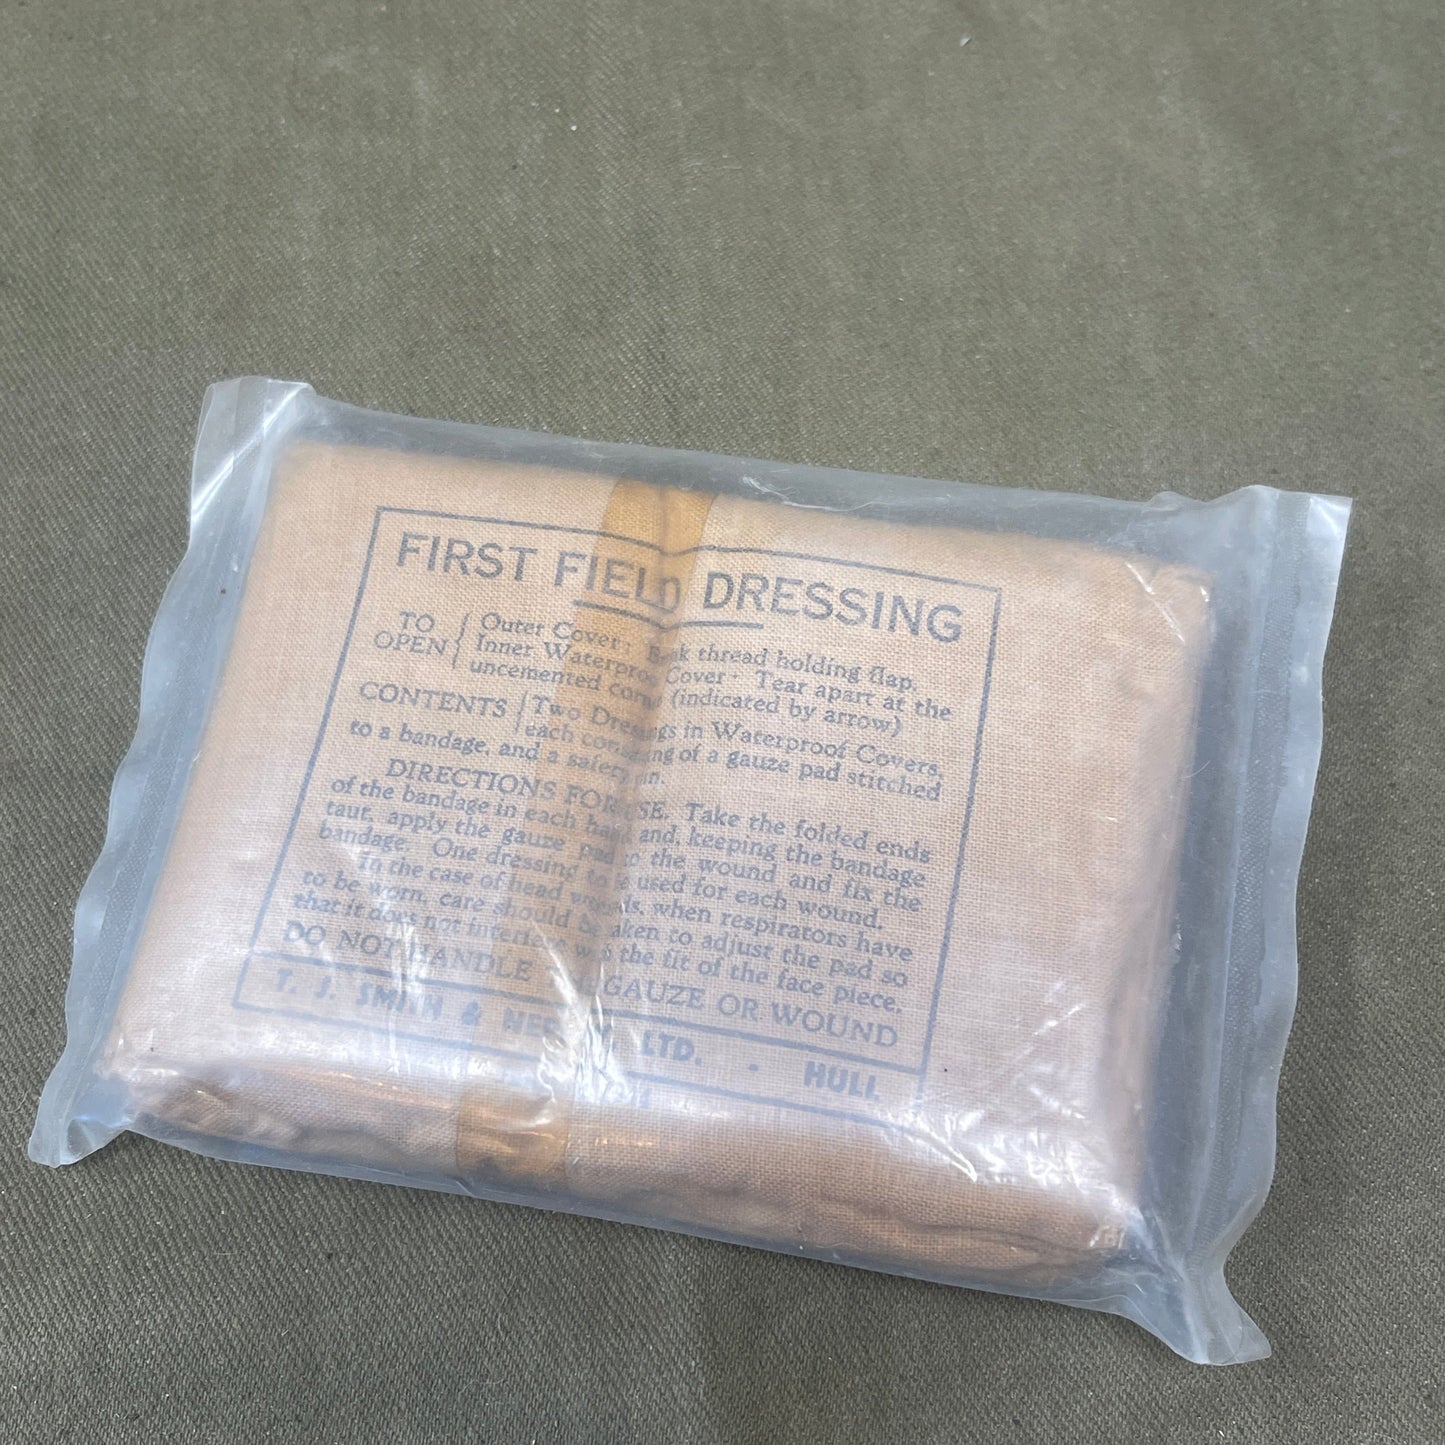 FIRST FIELD DRESSING
TO OPEN { Outer Cover: thread holding flap.
Inner Waterproof Cover: Tear apart at the
uncemented corner (indicated by arrow)
CONTENTS { Two Dressings in Waterproof Covers,
each consisting of a gauze pad stitched
to a bandage, and a safety pin.
DIRECTIONS FOR USE. Take the folded ends
of the bandage in each hand and, keeping the bandage
taut, apply the gauze pad to the wound and fix the
bandage. One dressing to be used for each wound.
In the case of head wounds, when respirators have
to be worn, care should be taken to adjust the pad so
that it does not interfere with the fit of the face piece.
DO NOT HANDLE THE GAUZE OR WOUND
T. J. SMITH & NEPHEW LTD. - HULL